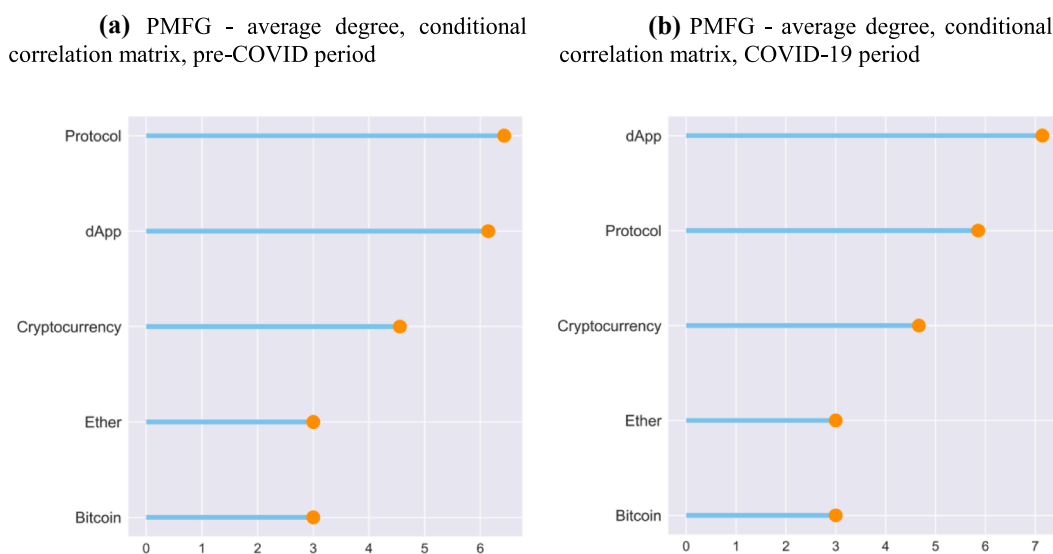 (a) PMFG - average degree, conditional
correlation matrix, pre-COVID period
Protocol
dApp
Cryptocurrency
Ether
Bitcoin
0 1 2 3 4 5 6
(b) PMFG - average degree, conditional
correlation matrix, COVID-19 period
dApp
Protocol
Cryptocurrency
Ether
Bitcoin
0 1 2 3 4 5 6 7